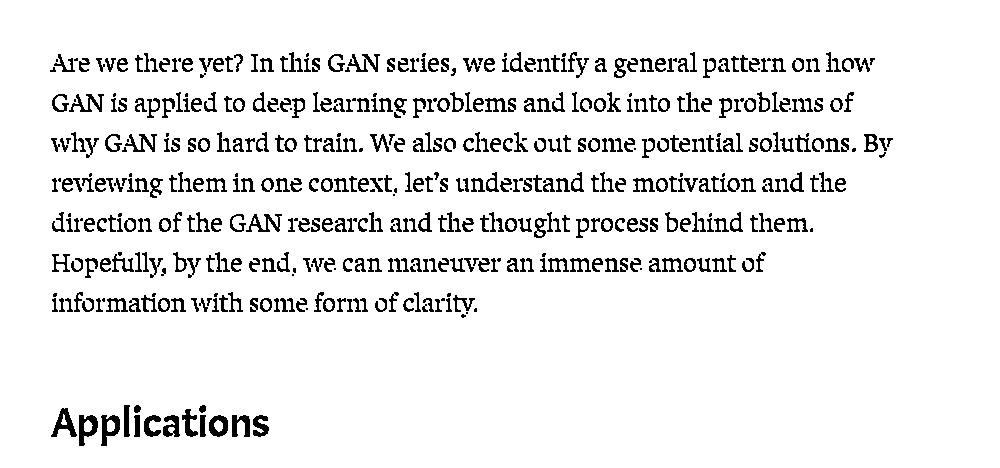 Are we there yet? In this GAN series, we identify a general pattern on how
GAN is applied to deep learning problems and look into the problems of
why GAN is so hard to train. We also check out some potential solutions. By
reviewing them in one context, let’s understand the motivation and the
direction of the GAN research and the thought process behind them.
Hopefully, by the end, we can maneuver an immense amount of
information with some form of clarity.
Applications